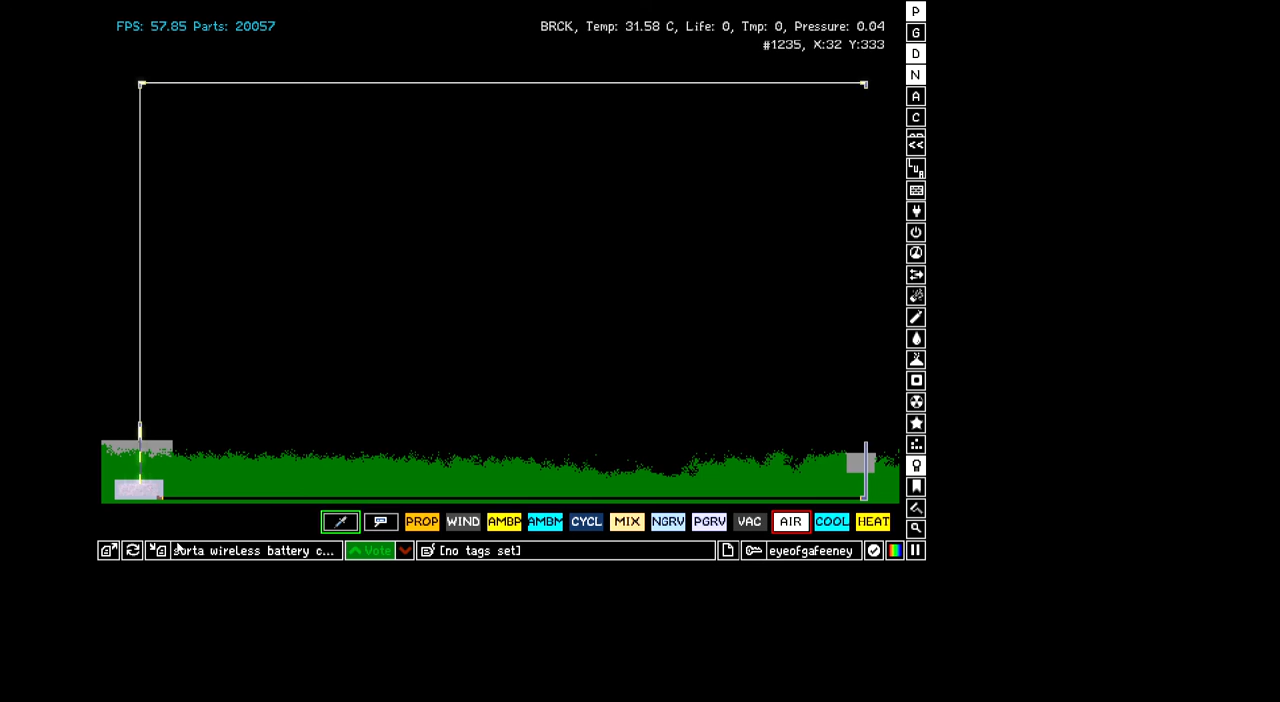 FPS: 57.85 Parts: 20057
BRCK, Temp: 31.58 C, Life: 0, Tmp: 0, Pressure: 0.04
#1235, X:32 Y:333
P
G
D
N
A
C
<<
LUA
PROP WIND AMBP AMBM CYCL MIX NGRV PGRV VAC AIR COOL HEAT
sorta wireless battery c... Vote [no tags set] eyeofgafeeney